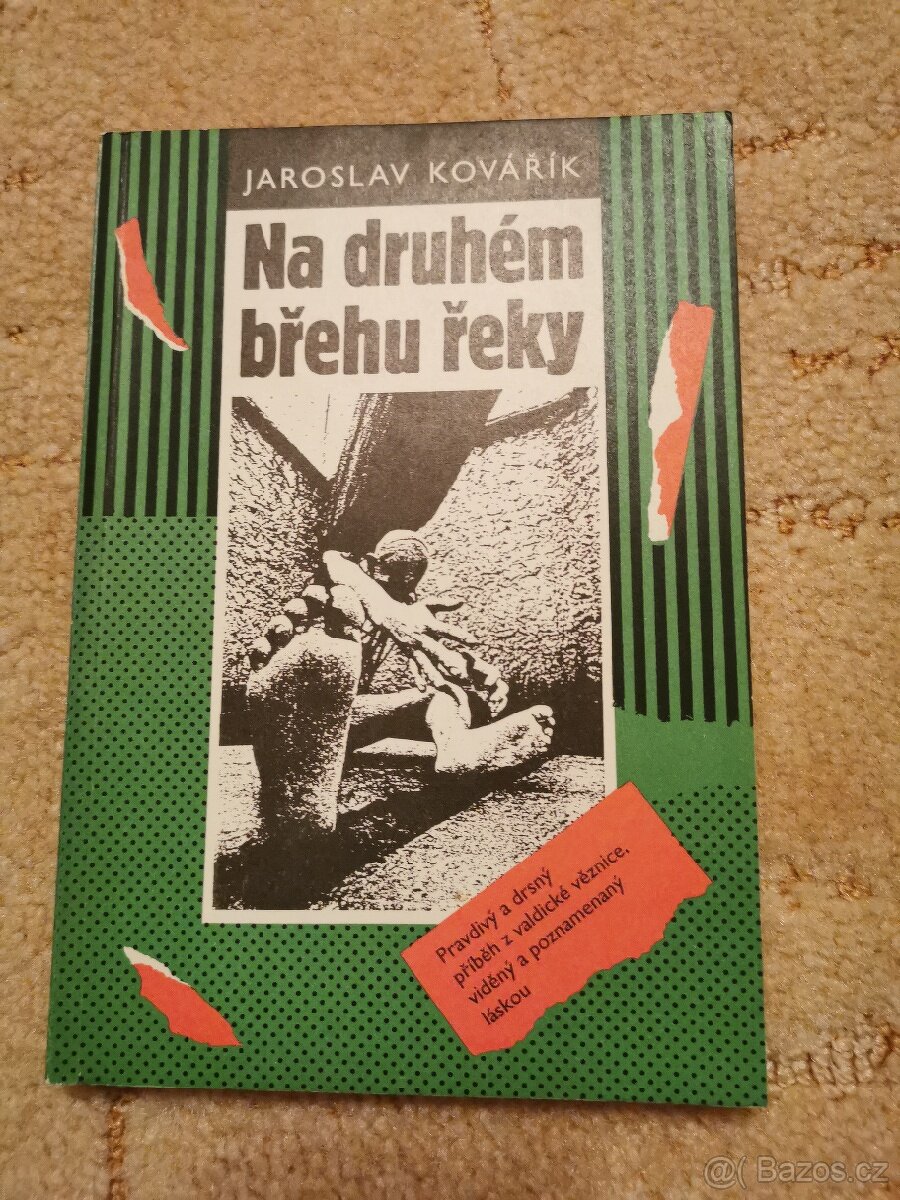 JAROSLAV KOVÁŘÍK
Na druhém
břehu řeky
Pravdivý a drsný
příběh z valdické věznice,
viděný a poznamenaný
láskou
@( Bazos.cz